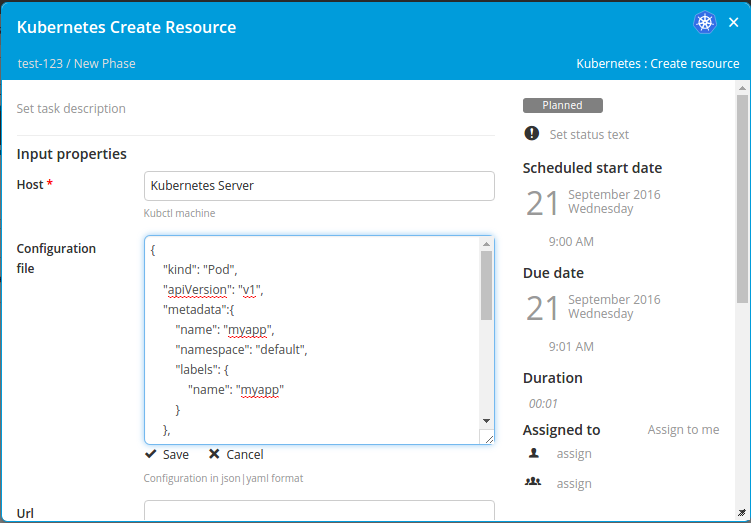 Kubernetes Create Resource
test-123 / New Phase
Kubernetes : Create resource
Set task description
Input properties
Host *
Kubernetes Server
Kubctl machine
Configuration
file
{
"kind": "Pod",
"apiVersion": "v1",
"metadata":{
"name": "myapp",
"namespace": "default",
"labels": {
"name": "myapp"
}
},
Save
Cancel
Configuration in json|yaml format
Url
Planned
Set status text
Scheduled start date
21
September 2016
Wednesday
9:00 AM
Due date
21
September 2016
Wednesday
9:01 AM
Duration
00:01
Assigned to
Assign to me
assign
assign